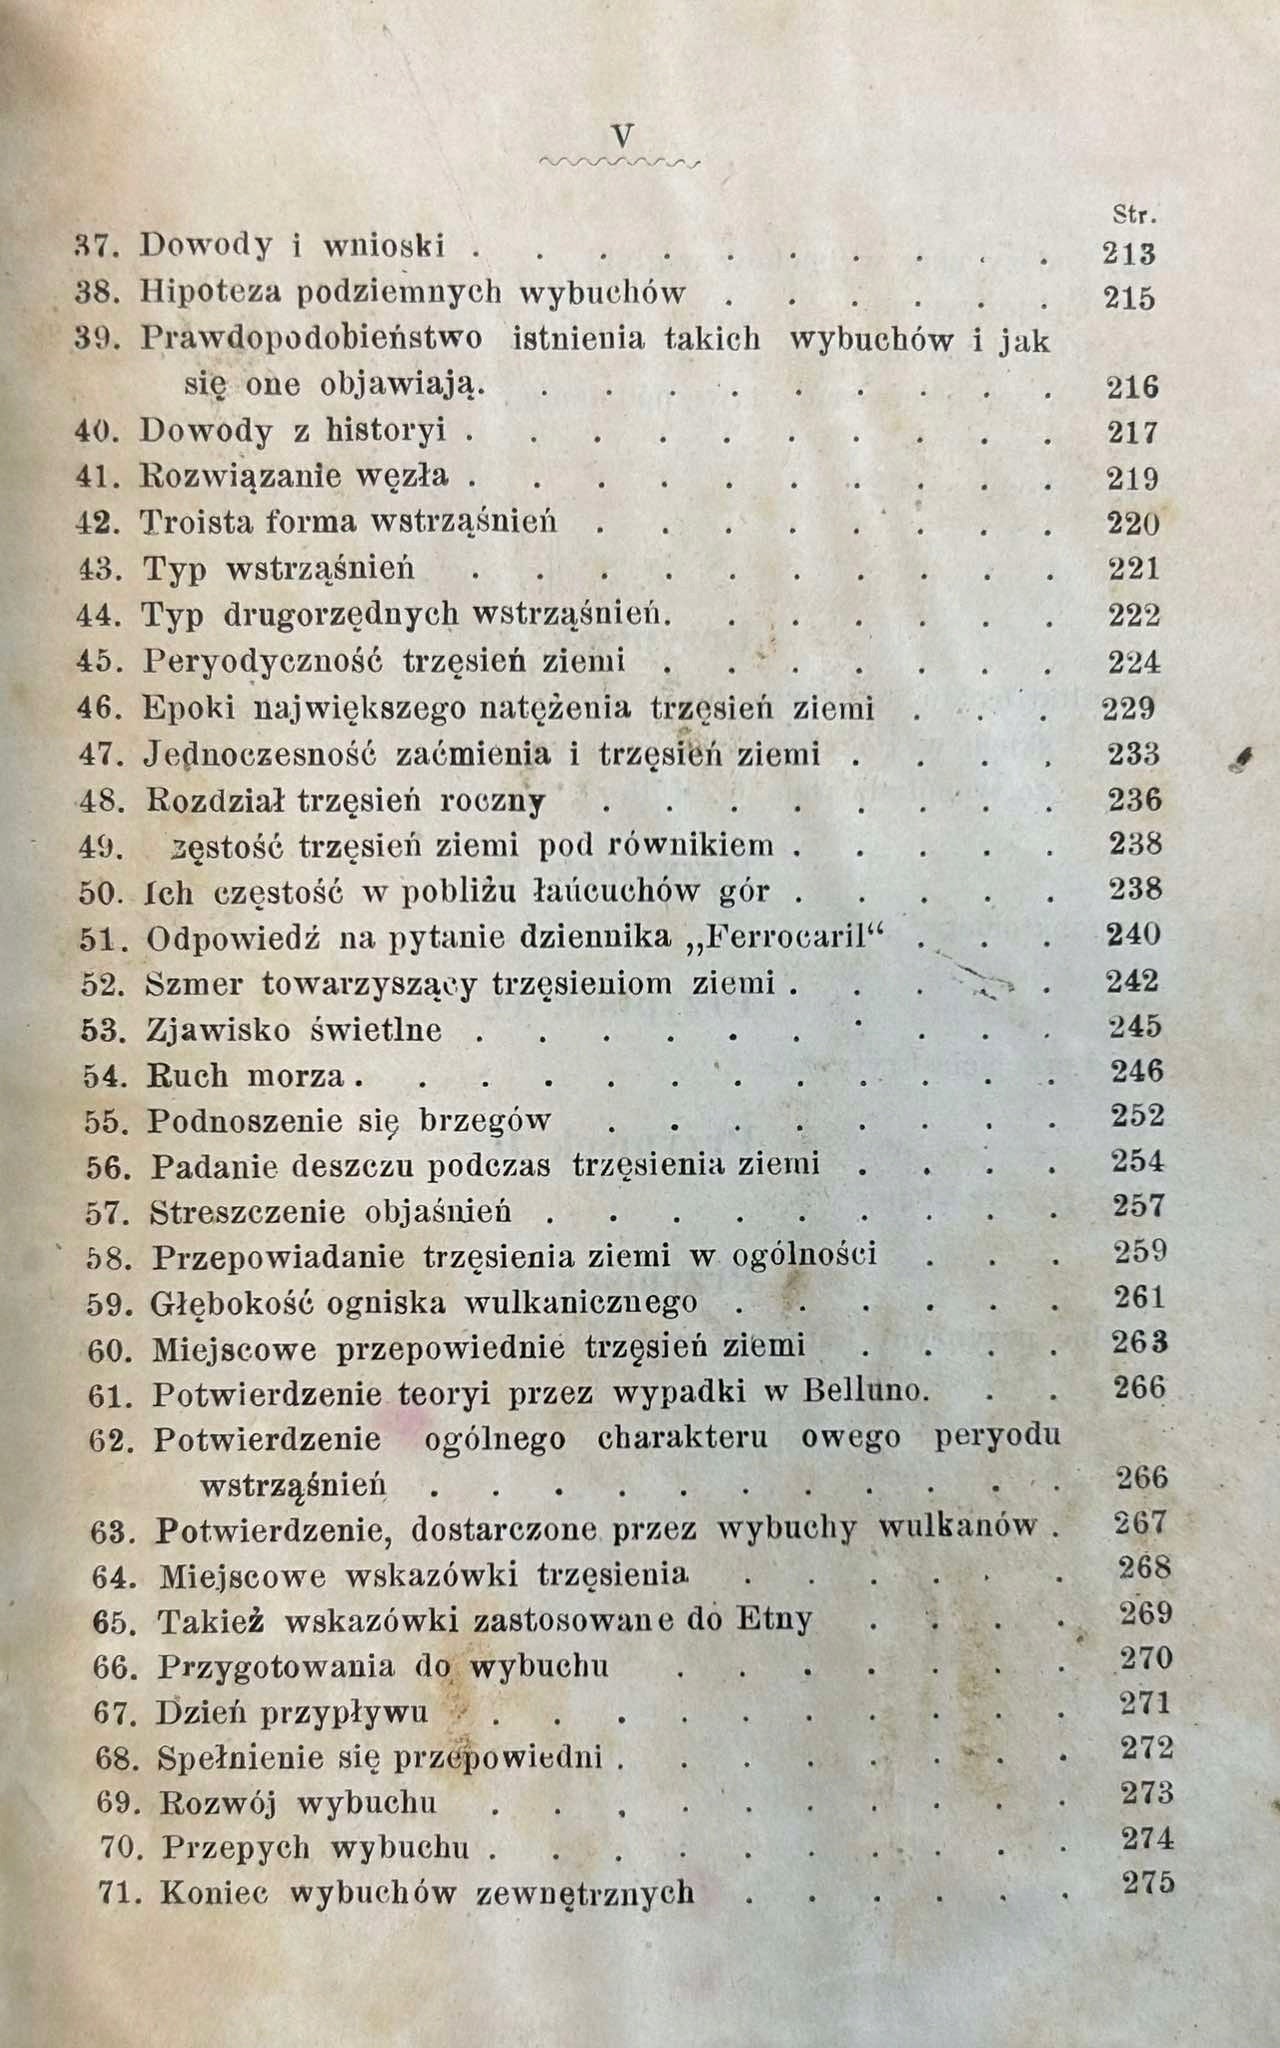 V
Str.
37. Dowody i wnioski . . . . . . . . . . 213
38. Hipoteza podziemnych wybuchów . . . . . . 215
39. Prawdopodobieństwo istnienia takich wybuchów i jak
się one objawiają. . . . . . . . . . 216
40. Dowody z historyi . . . . . . . . . . 217
41. Rozwiązanie węzła . . . . . . . . . . 219
42. Troista forma wstrząśnień . . . . . . . . 220
43. Typ wstrząśnień . . . . . . . . . . 221
44. Typ drugorzędnych wstrząśnień. . . . . . . 222
45. Peryodyczność trzęsień ziemi . . . . . . . 224
46. Epoki największego natężenia trzęsień ziemi . . . 229
47. Jednoczesność zaćmienia i trzęsień ziemi . . . . 233
48. Rozdział trzęsień roczny . . . . . . . . 236
49. zęstość trzęsień ziemi pod równikiem . . . . . 238
50. Ich częstość w pobliżu łańcuchów gór . . . . . 238
51. Odpowiedź na pytanie dziennika „Ferrocaril“ . . . 240
52. Szmer towarzyszący trzęsieniom ziemi . . . . 242
53. Zjawisko świetlne . . . . . . . . . . 245
54. Ruch morza . . . . . . . . . . . . 246
55. Podnoszenie się brzegów . . . . . . . . 252
56. Padanie deszczu podczas trzęsienia ziemi . . . . 254
57. Streszczenie objaśnień . . . . . . . . . 257
58. Przepowiadanie trzęsienia ziemi w ogólności . . . 259
59. Głębokość ogniska wulkanicznego . . . . . . 261
60. Miejscowe przepowiednie trzęsień ziemi . . . . 263
61. Potwierdzenie teoryi przez wypadki w Belluno. . . 266
62. Potwierdzenie ogólnego charakteru owego peryodu
wstrząśnień . . . . . . . . . . . 266
63. Potwierdzenie, dostarczone przez wybuchy wulkanów . 267
64. Miejscowe wskazówki trzęsienia . . . . . . 268
65. Takież wskazówki zastosowane do Etny . . . . 269
66. Przygotowania do wybuchu . . . . . . . 270
67. Dzień przypływu . . . . . . . . . . 271
68. Spełnienie się przepowiedni . . . . . . . . 272
69. Rozwój wybuchu . . . . . . . . . . 273
70. Przepych wybuchu . . . . . . . . . . 274
71. Koniec wybuchów zewnętrznych . . . . . . 275